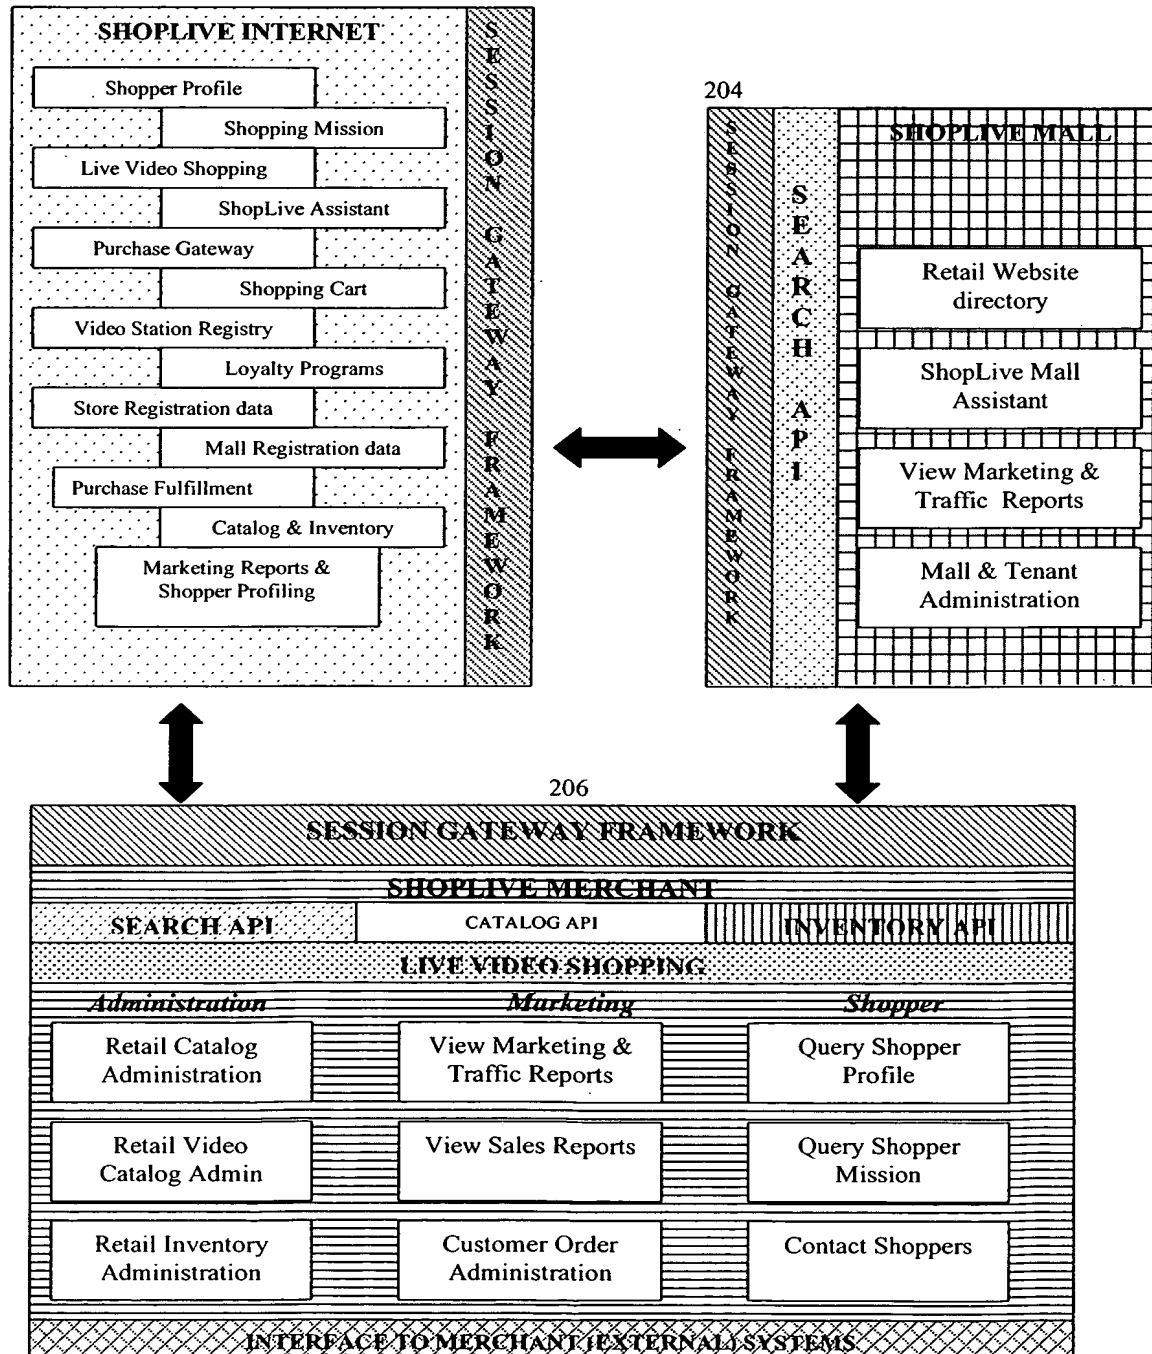 SHOPLIVE INTERNET
Shopper Profile
Shopping Mission
Live Video Shopping
ShopLive Assistant
Purchase Gateway
Shopping Cart
Video Station Registry
Loyalty Programs
Store Registration data
Mall Registration data
Purchase Fulfillment
Catalog & Inventory
Marketing Reports &
Shopper Profiling
SESSION GATEWAY FRAMEWORK
204
SESSION GATEWAY FRAMEWORK
SEARCH API
SHOPLIVE MALL
Retail Website
directory
ShopLive Mall
Assistant
View Marketing &
Traffic Reports
Mall & Tenant
Administration
206
SESSION GATEWAY FRAMEWORK
SHOPLIVE MERCHANT
SEARCH API
CATALOG API
INVENTORY API
LIVE VIDEO SHOPPING
Administration
Marketing
Shopper
Retail Catalog
Administration
View Marketing &
Traffic Reports
Query Shopper
Profile
Retail Video
Catalog Admin
View Sales Reports
Query Shopper
Mission
Retail Inventory
Administration
Customer Order
Administration
Contact Shoppers
INTERFACE TO MERCHANT (EXTERNAL) SYSTEMS